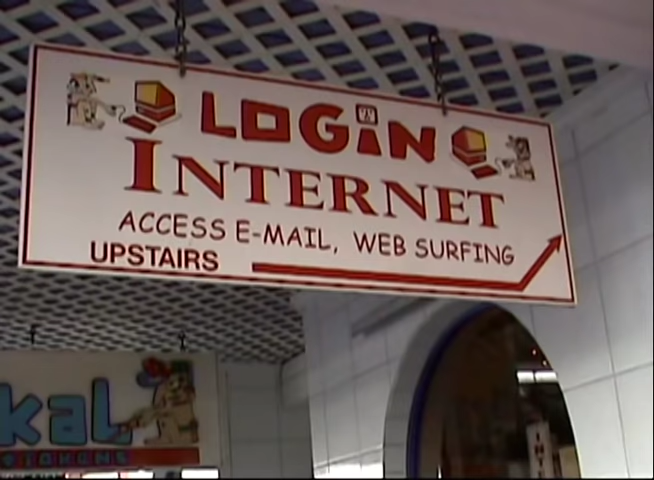 LOGIN
INTERNET
ACCESS E-MAIL, WEB SURFING
UPSTAIRS
kal